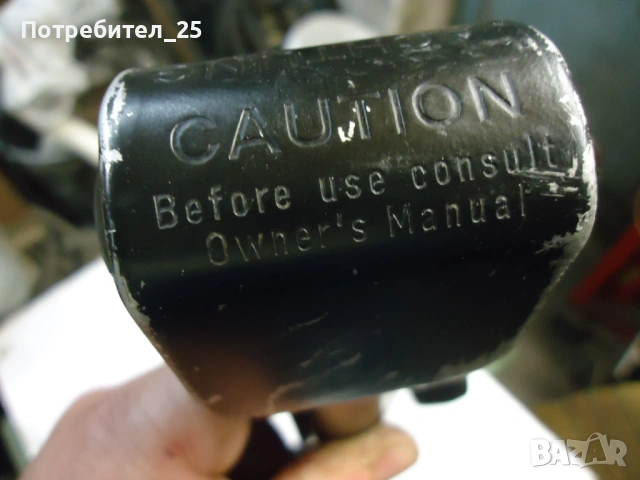 Потребител_25
CAUTION
Before use consult
Owner's Manual
BAZAR